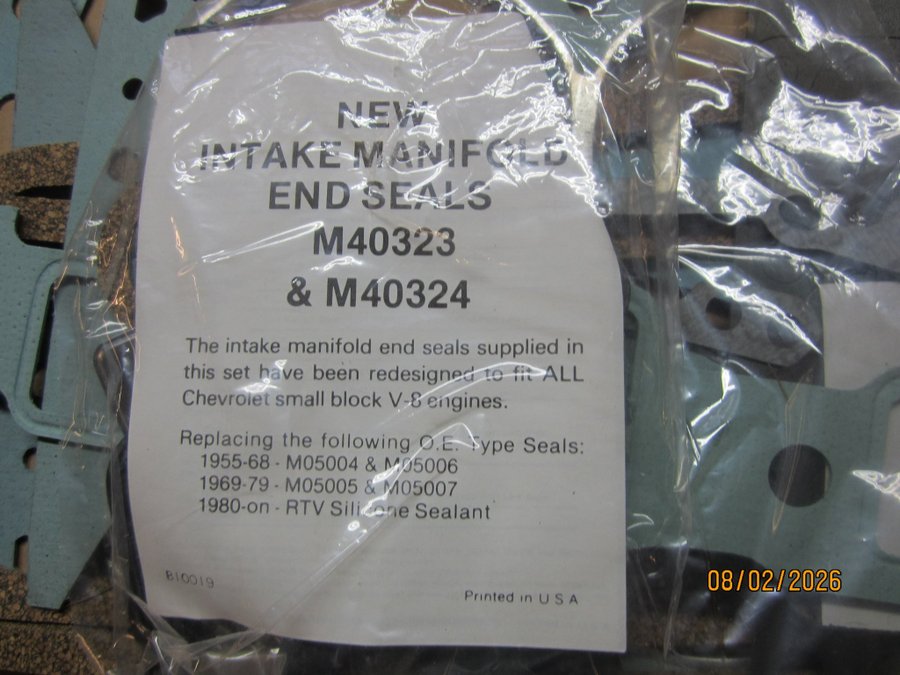 NEW
INTAKE MANIFOLD
END SEALS
M40323
& M40324
The intake manifold end seals supplied in
this set have been redesigned to fit ALL
Chevrolet small block V-8 engines.
Replacing the following O.E. Type Seals:
1955-68 - M05004 & M05006
1969-79 - M05005 & M05007
1980-on - RTV Silicone Sealant
B10019
Printed in U S A
08/02/2026